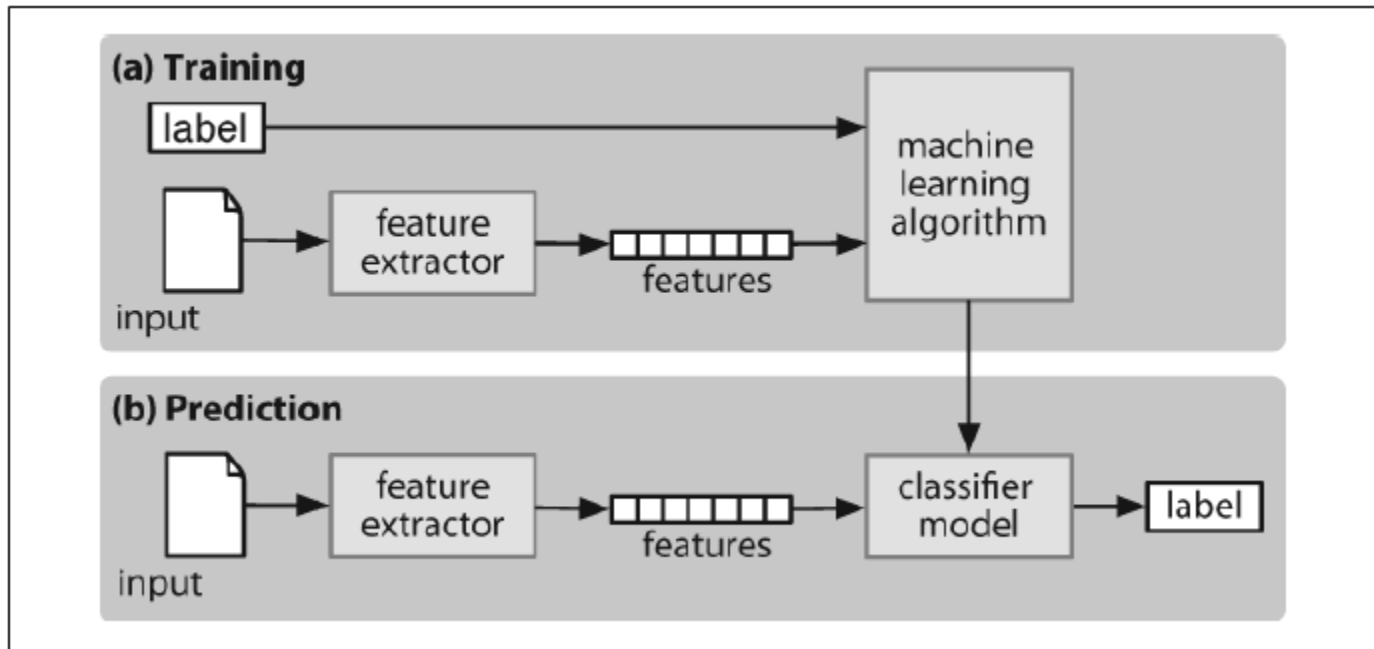 (a) Training
label
machine
learning
algorithm
feature
extractor
features
input
(b) Prediction
feature
extractor
features
classifier
model
label
input